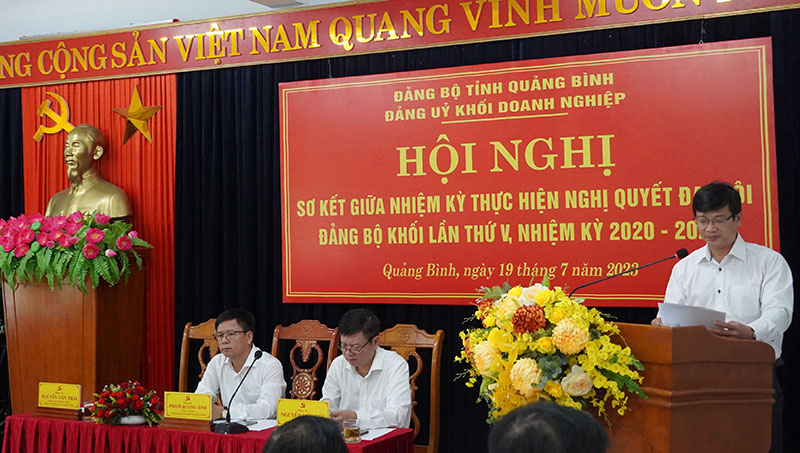 NG CỘNG SẢN VIỆT NAM QUANG VINH MUÔN
ĐẢNG BỘ TỈNH QUẢNG BÌNH
ĐẢNG UỶ KHỐI DOANH NGHIỆP
HỘI NGHỊ
SƠ KẾT GIỮA NHIỆM KỲ THỰC HIỆN NGHỊ QUYẾT ĐẠI HỘI
ĐẢNG BỘ KHỐI LẦN THỨ V, NHIỆM KỲ 2020 - 20
Quảng Bình, ngày 19 tháng 7 năm 2023
NGUYỄN VĂN THÁI
PHẠM QUANG ÁNH
NGUYỄN